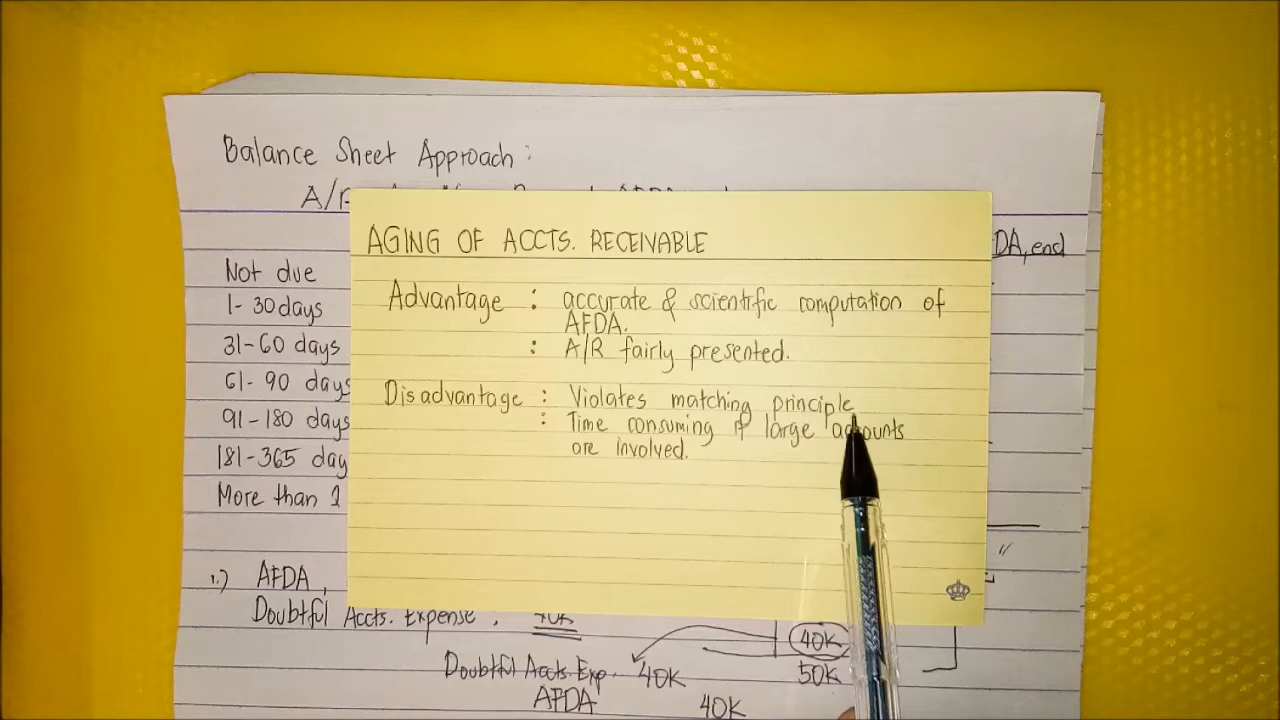 Balance Sheet Approach:
A/R
DA, end
AGING OF ACCTS. RECEIVABLE
Advantage : accurate & scientific computation of
AFDA.
: A/R fairly presented.
Disadvantage : Violates matching principle
: Time consuming if large accounts
are involved.
Not due
1-30 days
31-60 days
61-90 days
91-180 days
181-365 day
More than 1
1.) AFDA,
Doubtful Accts. Expense,
40K
50K
Doubtful Accts. Exp. 40K
AFDA 40K